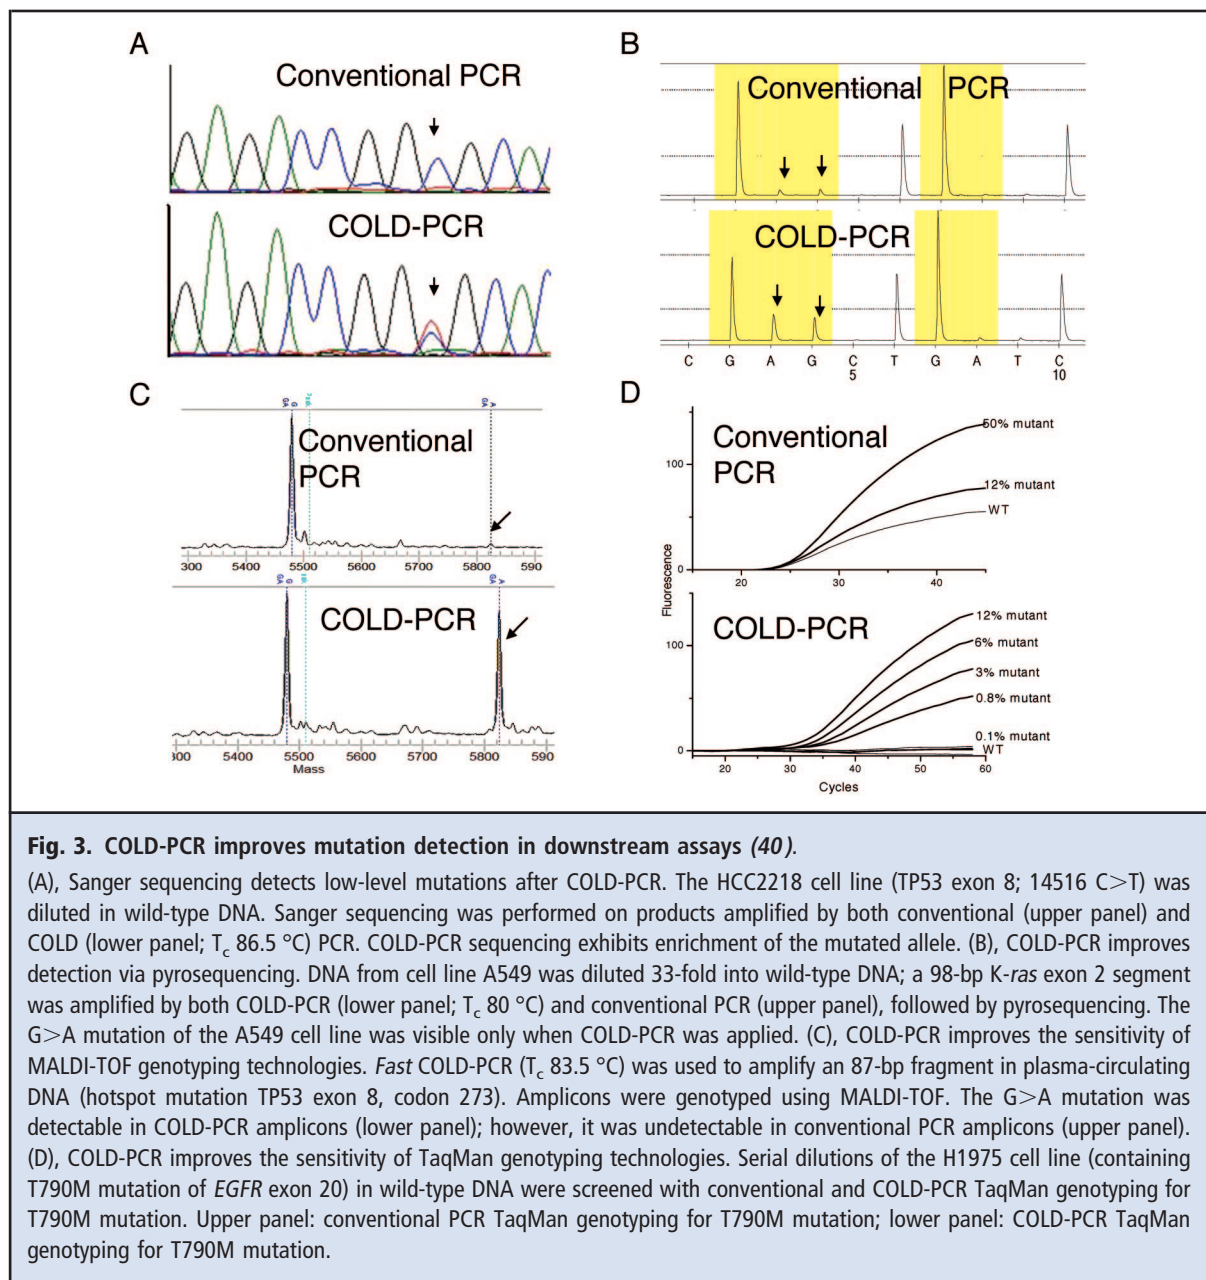 A
Conventional PCR
COLD-PCR
B
Conventional PCR
COLD-PCR
C G A G C T G A T C
5 10
C
G
GA
A
GA
Conventional
PCR
300 5400 5500 5600 5700 5800 590
G
GA
A
GA
COLD-PCR
300 5400 5500 5600 5700 5800 590
Mass
D
Conventional
PCR
50% mutant
12% mutant
WT
100
0
20 30 40
Fluorescence
COLD-PCR
12% mutant
6% mutant
3% mutant
0.8% mutant
0.1% mutant
WT
100
0
20 30 40 50 60
Cycles
Fig. 3. COLD-PCR improves mutation detection in downstream assays (40).
(A), Sanger sequencing detects low-level mutations after COLD-PCR. The HCC2218 cell line (TP53 exon 8; 14516 C>T) was
diluted in wild-type DNA. Sanger sequencing was performed on products amplified by both conventional (upper panel) and
COLD (lower panel; Tc 86.5 °C) PCR. COLD-PCR sequencing exhibits enrichment of the mutated allele. (B), COLD-PCR improves
detection via pyrosequencing. DNA from cell line A549 was diluted 33-fold into wild-type DNA; a 98-bp K-ras exon 2 segment
was amplified by both COLD-PCR (lower panel; Tc 80 °C) and conventional PCR (upper panel), followed by pyrosequencing. The
G>A mutation of the A549 cell line was visible only when COLD-PCR was applied. (C), COLD-PCR improves the sensitivity of
MALDI-TOF genotyping technologies. Fast COLD-PCR (Tc 83.5 °C) was used to amplify an 87-bp fragment in plasma-circulating
DNA (hotspot mutation TP53 exon 8, codon 273). Amplicons were genotyped using MALDI-TOF. The G>A mutation was
detectable in COLD-PCR amplicons (lower panel); however, it was undetectable in conventional PCR amplicons (upper panel).
(D), COLD-PCR improves the sensitivity of TaqMan genotyping technologies. Serial dilutions of the H1975 cell line (containing
T790M mutation of EGFR exon 20) in wild-type DNA were screened with conventional and COLD-PCR TaqMan genotyping for
T790M mutation. Upper panel: conventional PCR TaqMan genotyping for T790M mutation; lower panel: COLD-PCR TaqMan
genotyping for T790M mutation.